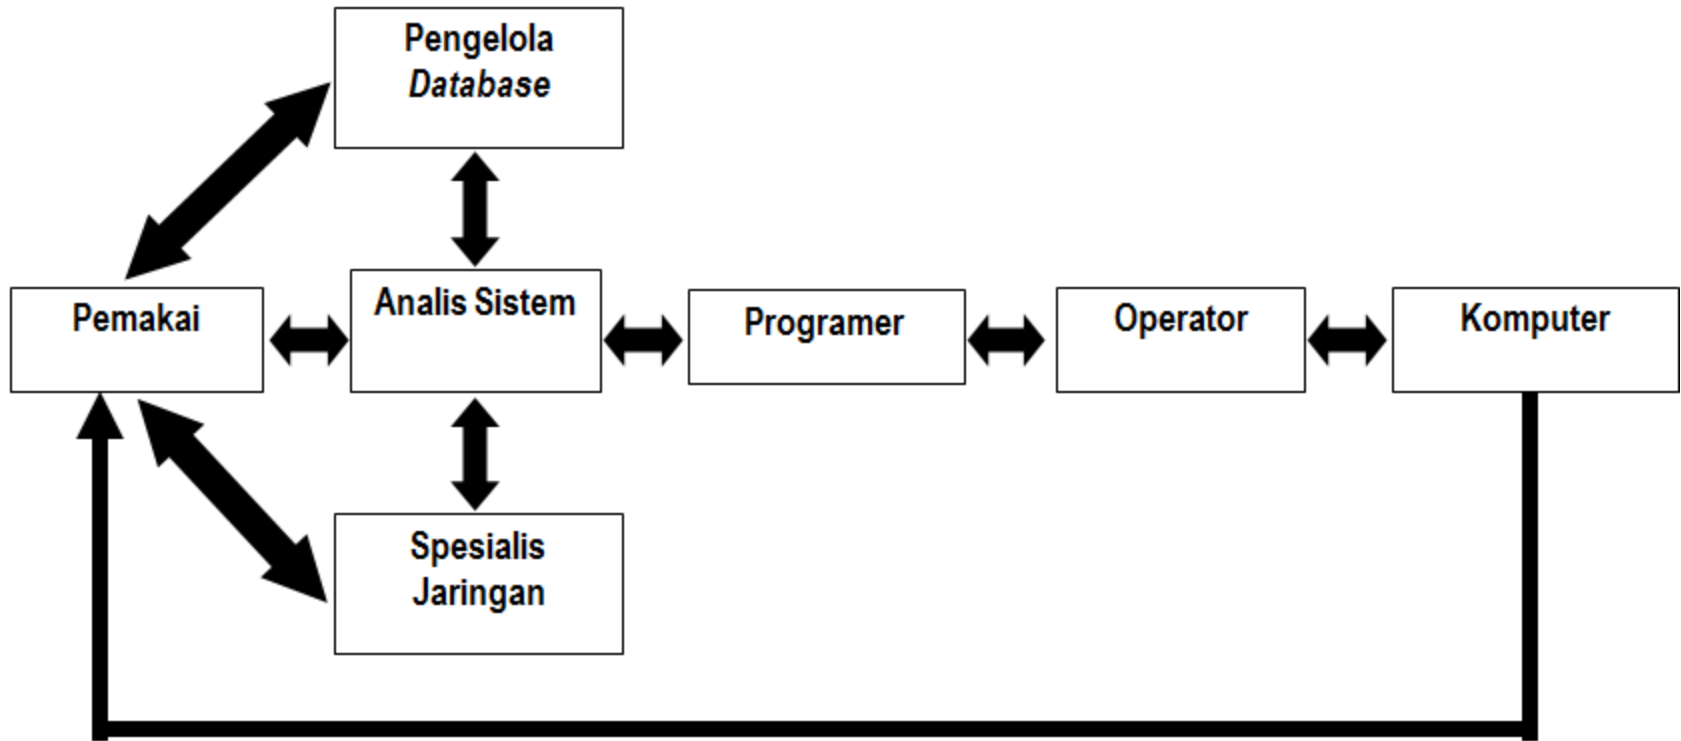 Pengelola
Database
Pemakai
Analis Sistem
Programer
Operator
Komputer
Spesialis
Jaringan